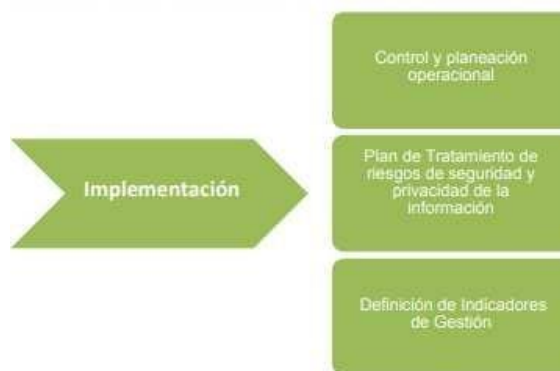 Control y planeación
operacional
Implementación
Plan de Tratamiento de
riesgos de seguridad y
privacidad de la
información
Definición de Indicadores
de Gestión